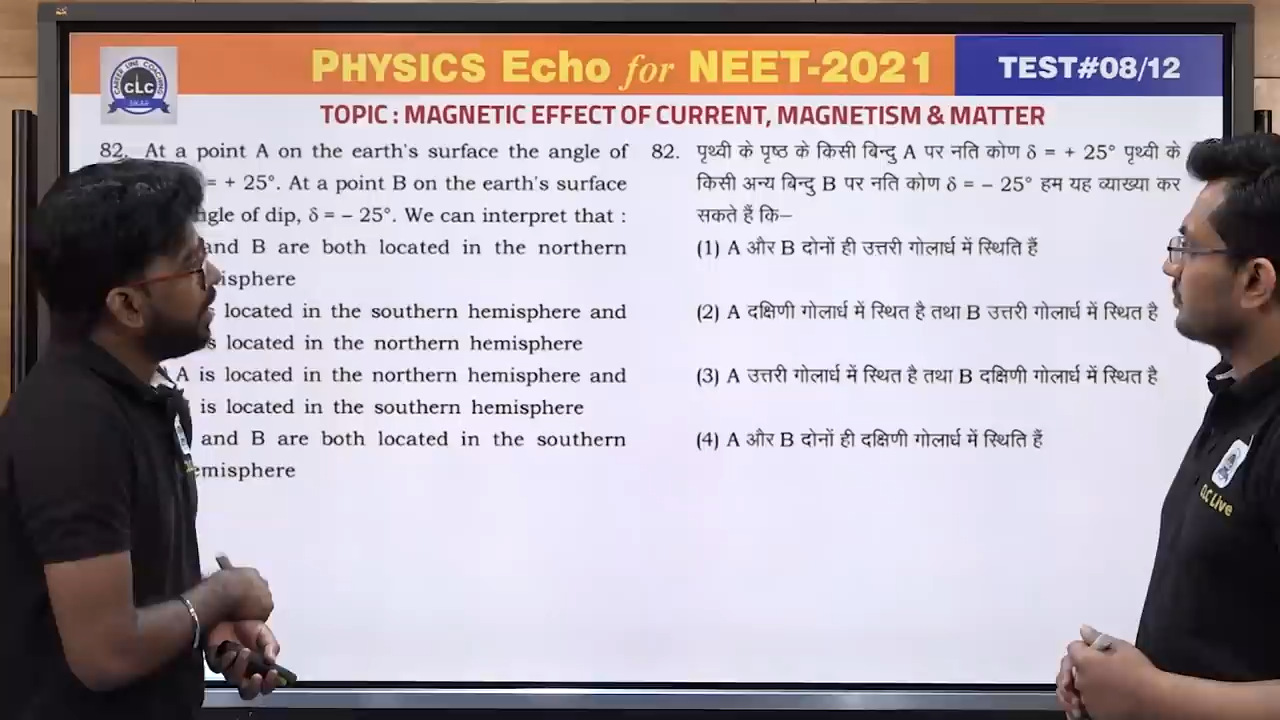 PHYSICS Echo for NEET-2021
TEST#08/12
CLC
TOPIC : MAGNETIC EFFECT OF CURRENT, MAGNETISM & MATTER
82. At a point A on the earth's surface the angle of
= + 25°. At a point B on the earth's surface
of dip, δ = – 25°. We can interpret that :
and B are both located in the northern
located in the southern hemisphere and
located in the northern hemisphere
A is located in the northern hemisphere and
is located in the southern hemisphere
and B are both located in the southern
82. पृथ्वी के पृष्ठ के किसी बिन्दु A पर नति कोण δ = + 25° पृथ्वी के
किसी अन्य बिन्दु B पर नति कोण δ = – 25° हम यह व्याख्या कर
सकते हैं कि–
(1) A और B दोनों ही उत्तरी गोलार्ध में स्थिति हैं
(2) A दक्षिणी गोलार्ध में स्थित है तथा B उत्तरी गोलार्ध में स्थित है
(3) A उत्तरी गोलार्ध में स्थित है तथा B दक्षिणी गोलार्ध में स्थित है
(4) A और B दोनों ही दक्षिणी गोलार्ध में स्थिति हैं
CLC Live